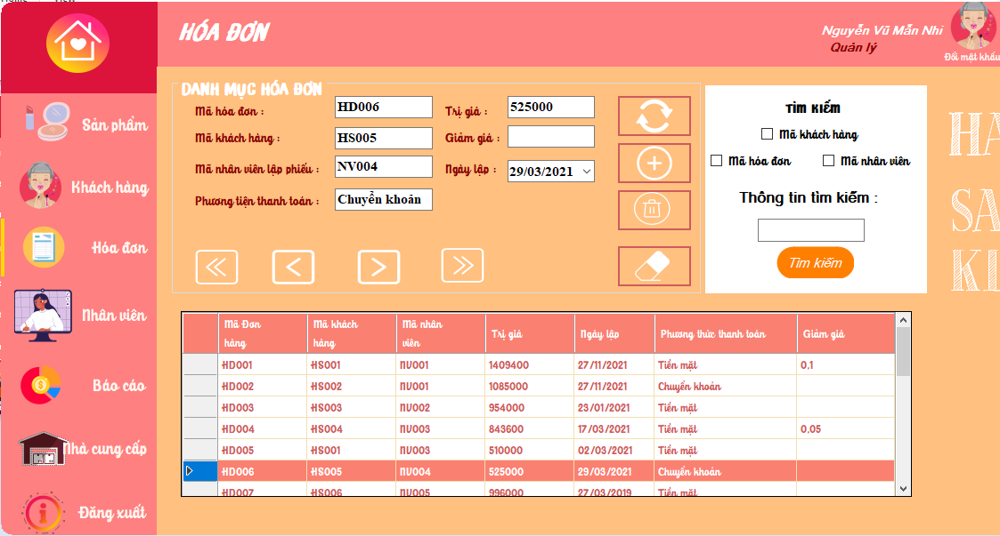 HÓA ĐƠN
Nguyễn Vũ Mẫn Nhi
Quản lý
Đổi mật khẩu
Sản phẩm
Khách hàng
Hóa đơn
Nhân viên
Báo cáo
Nhà cung cấp
Đăng xuất
DANH MỤC HÓA ĐƠN
Mã hóa đơn : HD006 Trị giá : 525000
Mã khách hàng : HS005 Giảm giá :
Mã nhân viên lập phiếu : NV004 Ngày lập : 29/03/2021
Phương tiện thanh toán : Chuyển khoản
TÌM KIẾM
Mã khách hàng
Mã hóa đơn Mã nhân viên
Thông tin tìm kiếm :
Tìm kiếm
HA
SA
KI
Mã Đơn hàng Mã khách hàng Mã nhân viên Trị giá Ngày lập Phương thức thanh toán Giảm giá
HD001 HS001 NV001 1409400 27/11/2021 Tiền mặt 0.1
HD002 HS002 NV001 1085000 27/11/2021 Chuyển khoản
HD003 HS003 NV002 954000 23/01/2021 Tiền mặt
HD004 HS004 NV003 843600 17/03/2021 Tiền mặt 0.05
HD005 HS001 NV003 510000 02/03/2021 Tiền mặt
HD006 HS005 NV004 525000 29/03/2021 Chuyển khoản
HD007 HS006 NV005 996000 27/03/2019 Tiền mặt